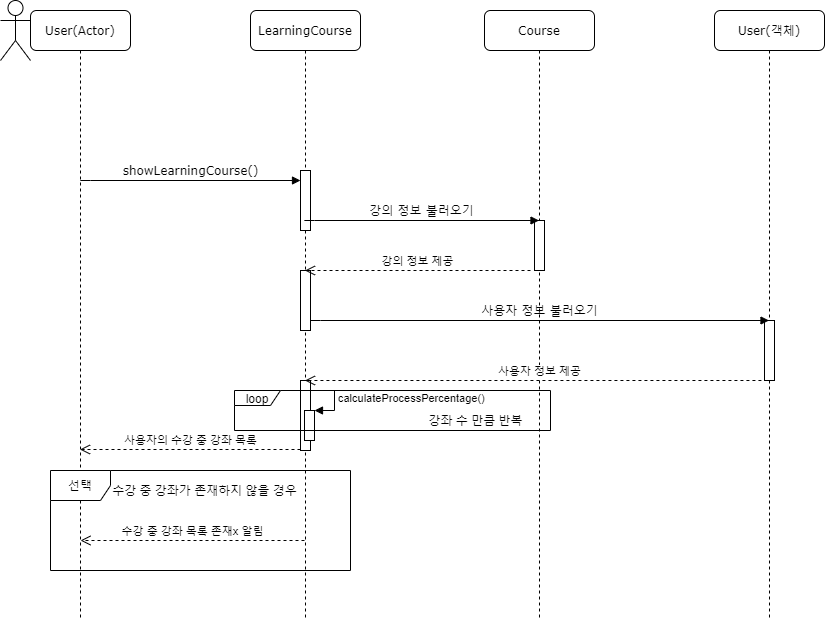 User(Actor)
LearningCourse
Course
User(객체)
showLearningCourse()
강의 정보 불러오기
강의 정보 제공
사용자 정보 불러오기
사용자 정보 제공
loop
calculateProcessPercentage()
강좌 수 만큼 반복
사용자의 수강 중 강좌 목록
선택
수강 중 강좌가 존재하지 않을 경우
수강 중 강좌 목록 존재x 알림